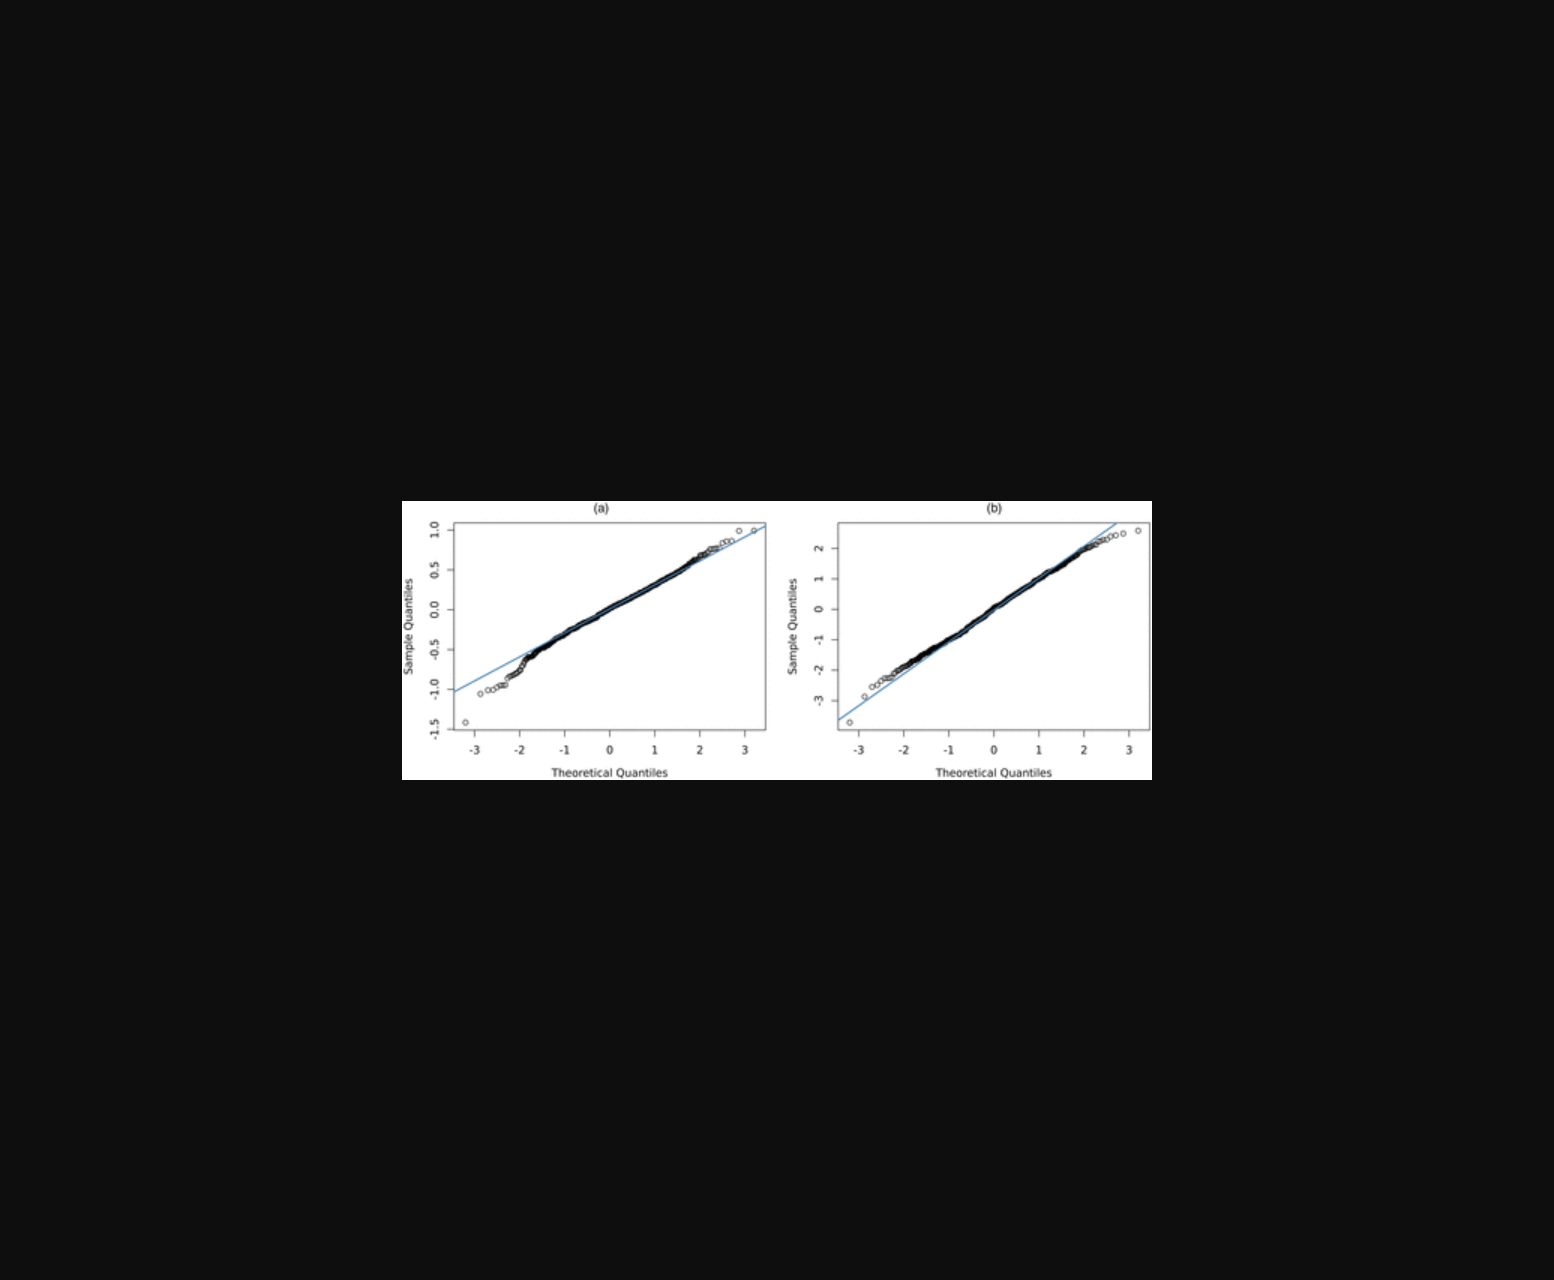 (a)
Sample Quantiles
1.0
0.5
0.0
-0.5
-1.0
-1.5
-3 -2 -1 0 1 2 3
Theoretical Quantiles
(b)
Sample Quantiles
2
1
0
-1
-2
-3
-3 -2 -1 0 1 2 3
Theoretical Quantiles